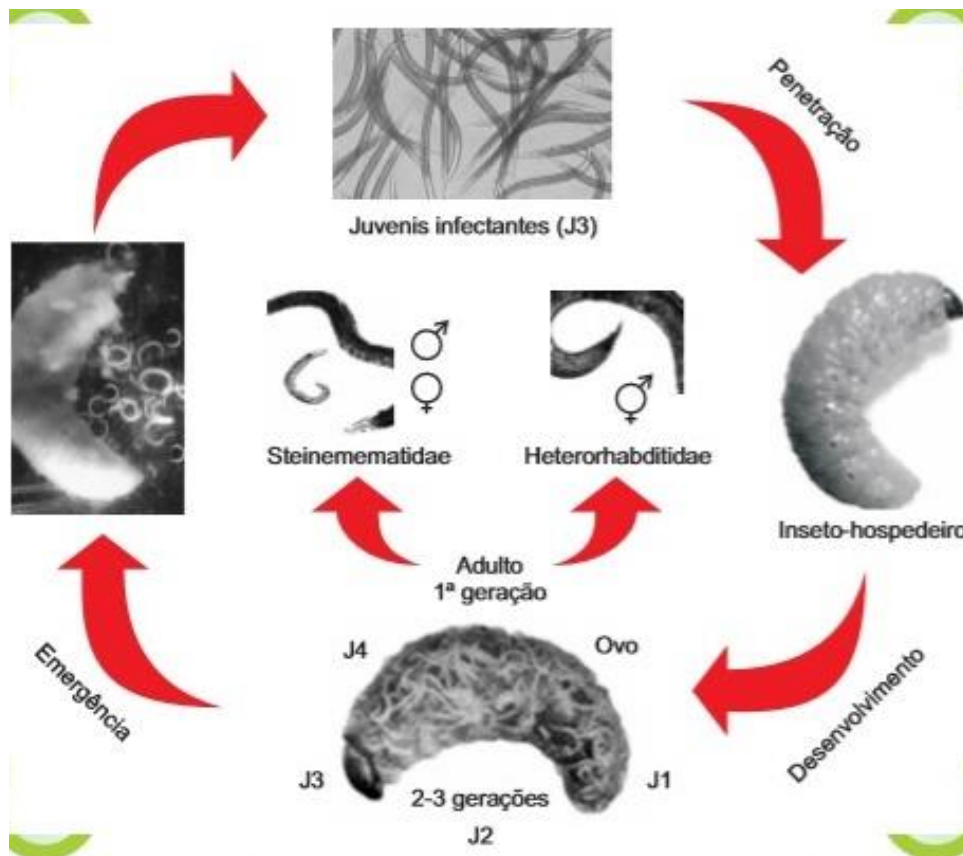 Juvenis infectantes (J3)
Penetração
Steinemematidae
Heterorhabditidae
Inseto-hospedeiro
Adulto
1ª geração
J4
Ovo
Emergência
Desenvolvimento
J3
2-3 gerações
J1
J2